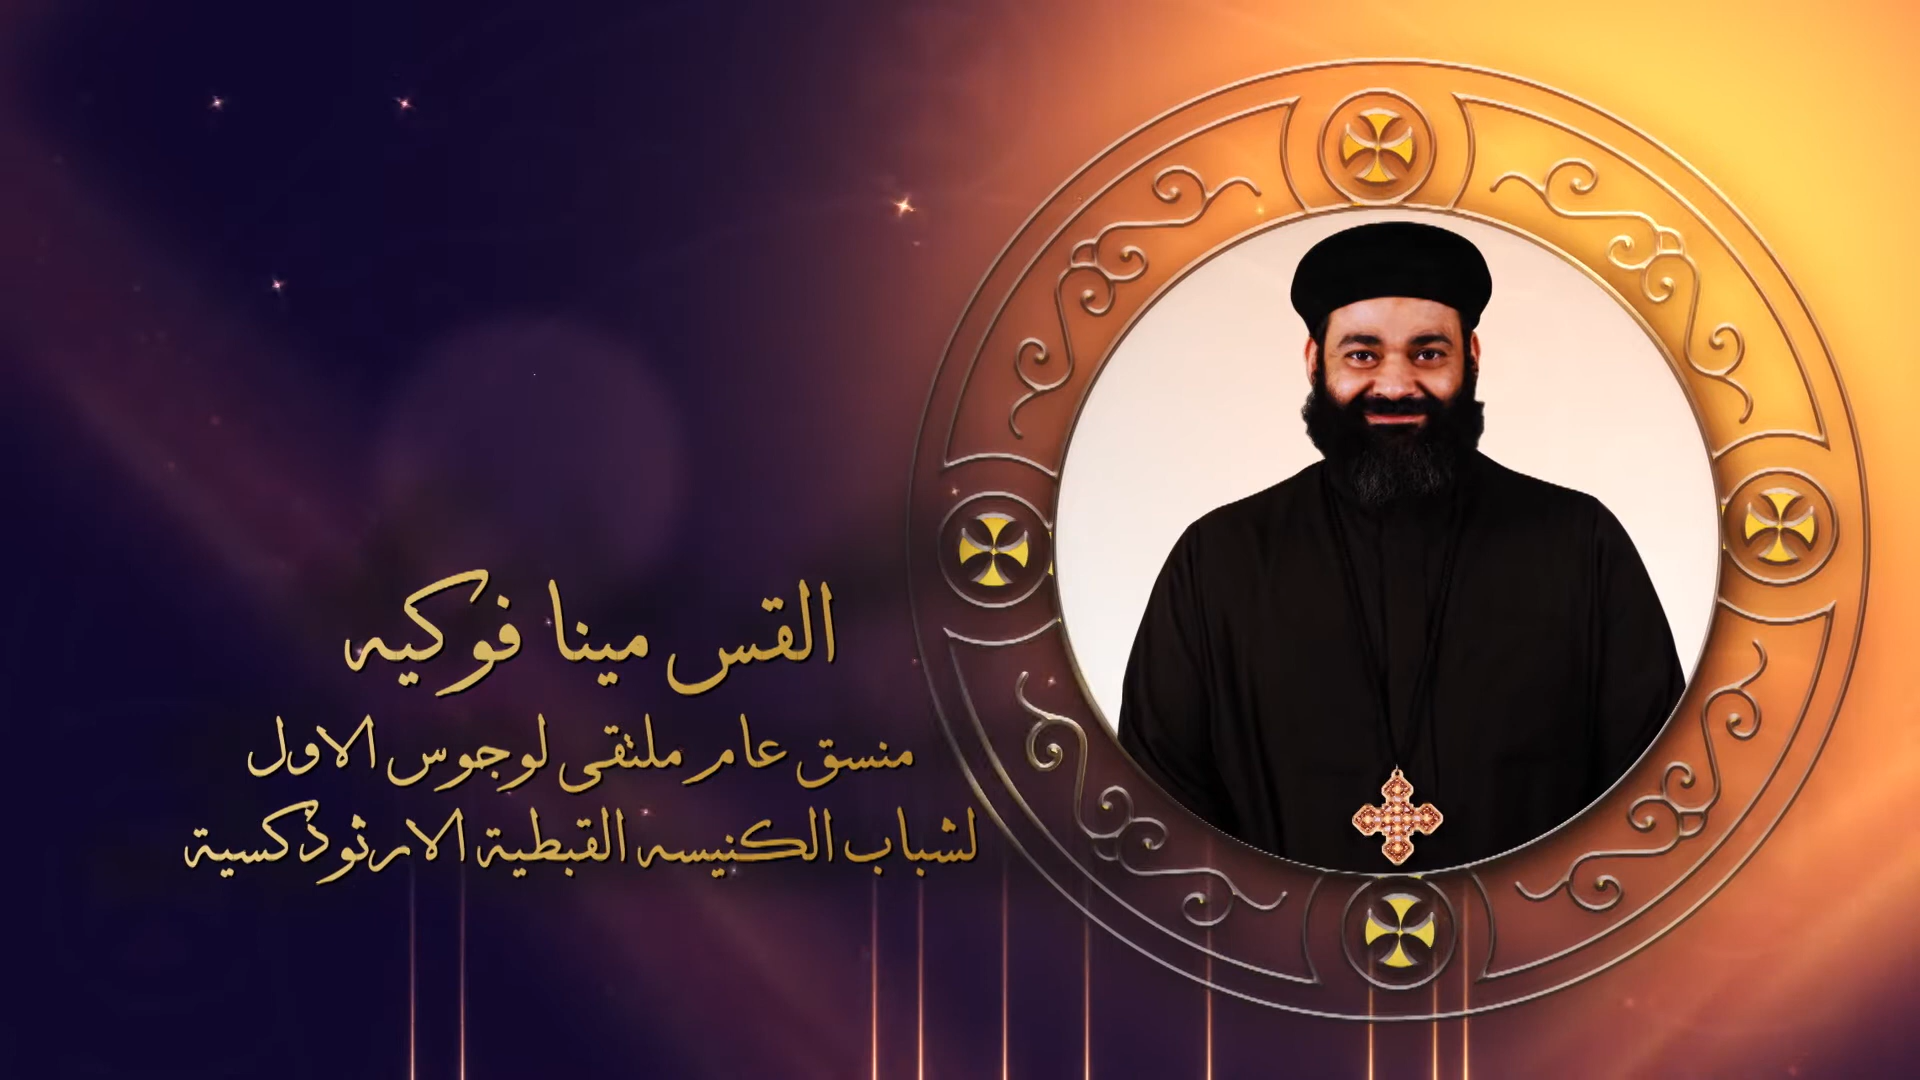 القس مينا فوكيه
منسق عام ملتقى لوجوس الاول
لشباب الكنيسه القبطية الارثوذكسية